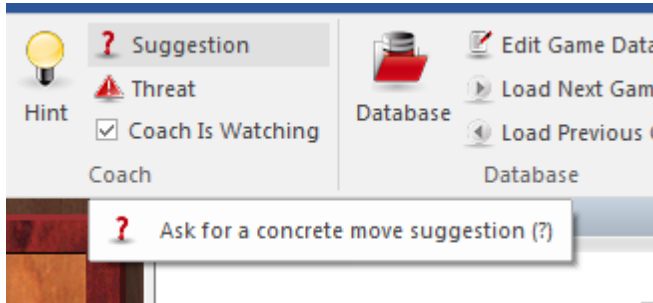 Suggestion
Threat
Hint
Coach Is Watching
Coach
Edit Game Data
Load Next Gam
Database
Load Previous
Database
? Ask for a concrete move suggestion (?)